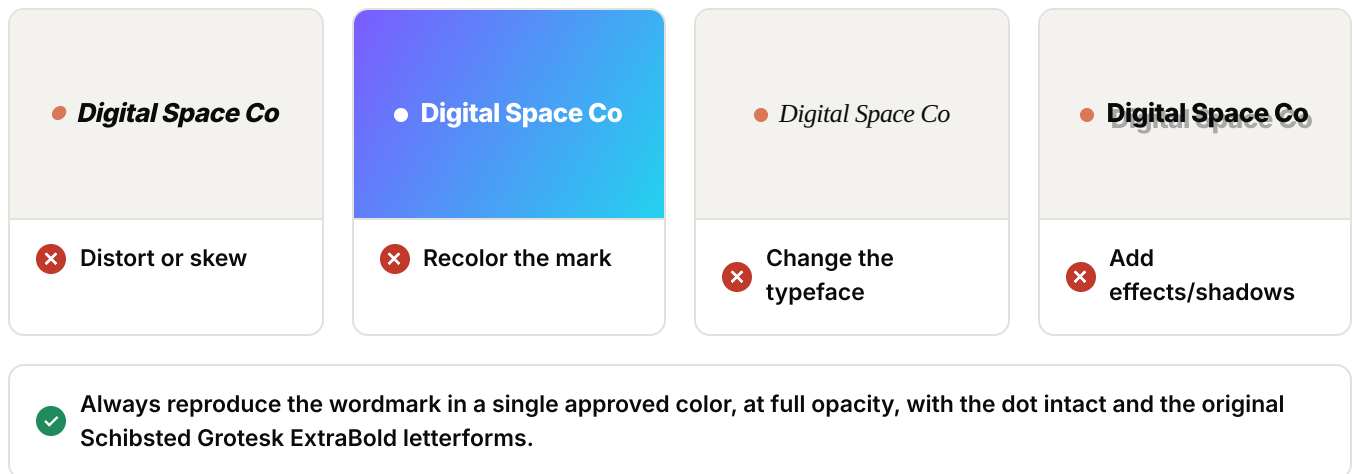 Digital Space Co
Digital Space Co
Digital Space Co
Digital Space Co
Distort or skew
Recolor the mark
Change the
typeface
Add
effects/shadows
Always reproduce the wordmark in a single approved color, at full opacity, with the dot intact and the original
Schibsted Grotesk ExtraBold letterforms.